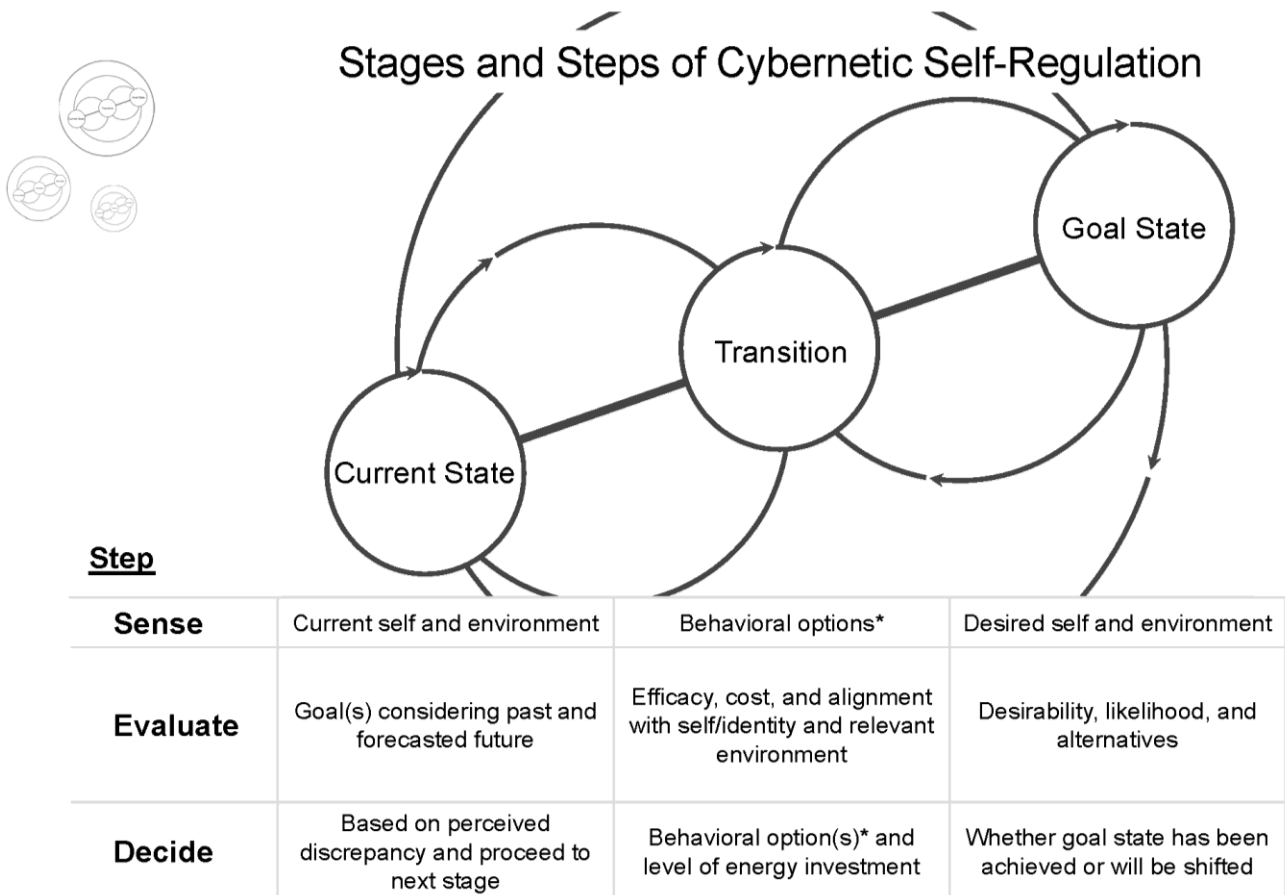 Stages and Steps of Cybernetic Self-Regulation
Goal State
Transition
Current State
Step
Sense
Current self and environment
Behavioral options*
Desired self and environment
Evaluate
Goal(s) considering past and
forecasted future
Efficacy, cost, and alignment
with self/identity and relevant
environment
Desirability, likelihood, and
alternatives
Decide
Based on perceived
discrepancy and proceed to
next stage
Behavioral option(s)* and
level of energy investment
Whether goal state has been
achieved or will be shifted